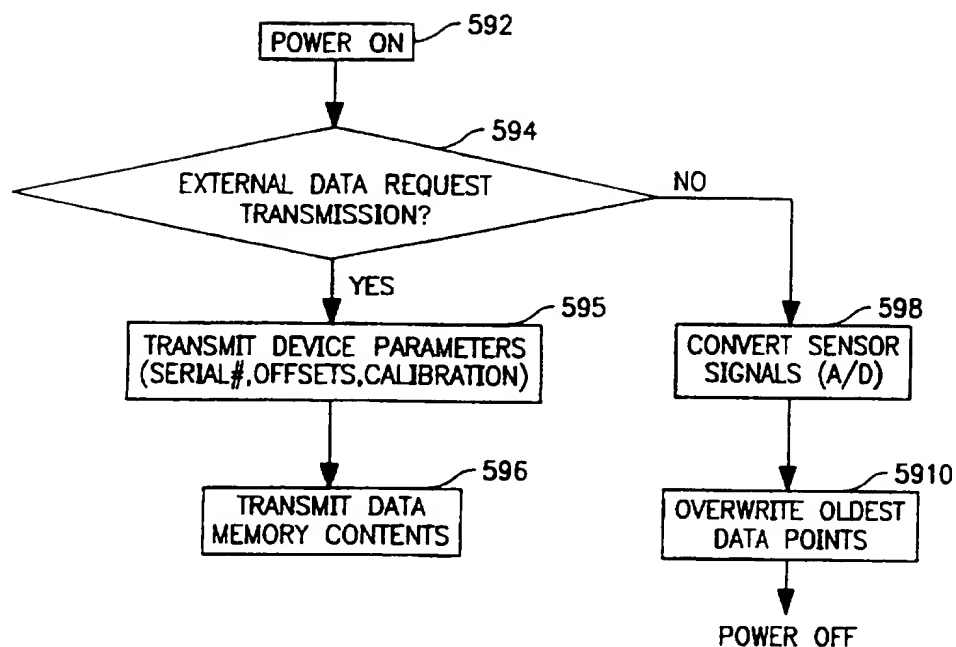 POWER ON
592
594
EXTERNAL DATA REQUEST
TRANSMISSION?
NO
YES
595
TRANSMIT DEVICE PARAMETERS
(SERIAL#,OFFSETS,CALIBRATION)
598
CONVERT SENSOR
SIGNALS (A/D)
596
TRANSMIT DATA
MEMORY CONTENTS
5910
OVERWRITE OLDEST
DATA POINTS
POWER OFF